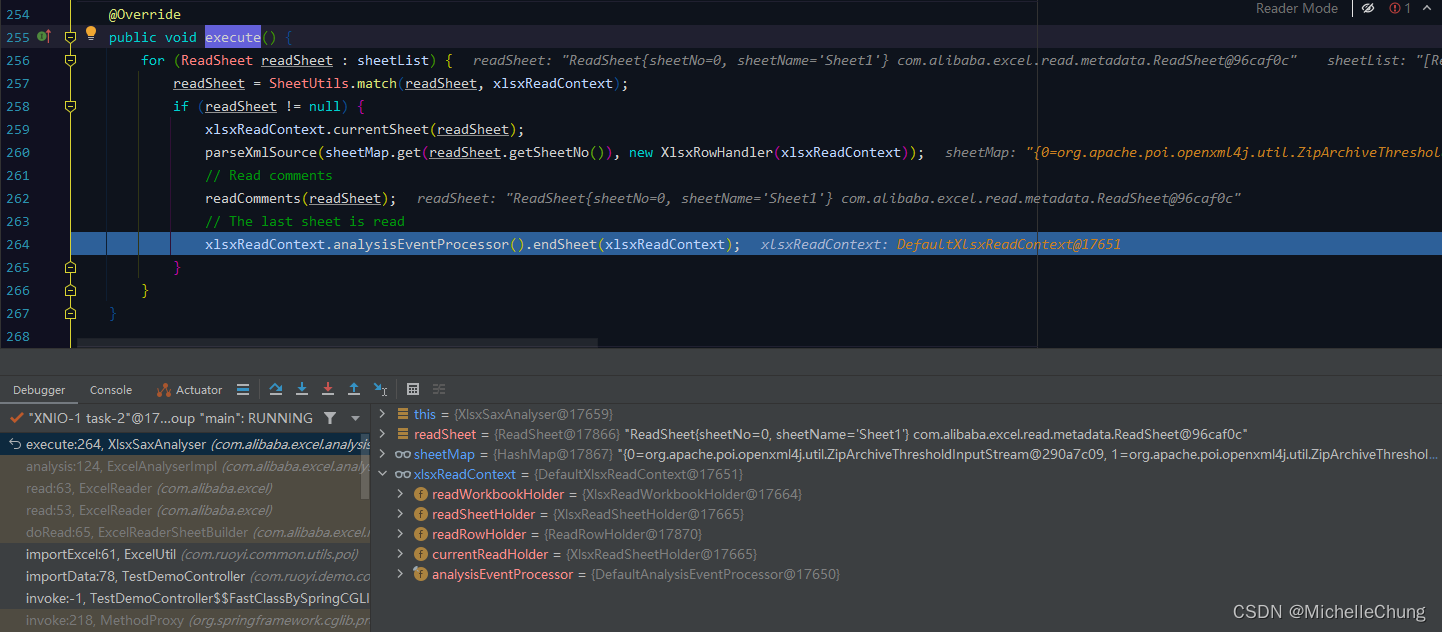 Reader Mode 1
254 @Override
255 public void execute() {
256 for (ReadSheet readSheet : sheetList) { readSheet: "ReadSheet{sheetNo=0, sheetName='Sheet1'} com.alibaba.excel.read.metadata.ReadSheet@96caf0c" sheetList: "[Re
257 readSheet = SheetUtils.match(readSheet, xlsxReadContext);
258 if (readSheet != null) {
259 xlsxReadContext.currentSheet(readSheet);
260 parseXmlSource(sheetMap.get(readSheet.getSheetNo()), new XlsxRowHandler(xlsxReadContext)); sheetMap: "{0=org.apache.poi.openxml4j.util.ZipArchiveThreshol
261 // Read comments
262 readComments(readSheet); readSheet: "ReadSheet{sheetNo=0, sheetName='Sheet1'} com.alibaba.excel.read.metadata.ReadSheet@96caf0c"
263 // The last sheet is read
264 xlsxReadContext.analysisEventProcessor().endSheet(xlsxReadContext); xlsxReadContext: DefaultXlsxReadContext@17651
265 }
266 }
267 }
268
Debugger Console Actuator
"XNIO-1 task-2"@17...oup "main": RUNNING
execute:264, XlsxSaxAnalyser (com.alibaba.excel.analysis
analysis:124, ExcelAnalyserImpl (com.alibaba.excel.analy
read:63, ExcelReader (com.alibaba.excel)
read:53, ExcelReader (com.alibaba.excel)
doRead:65, ExcelReaderSheetBuilder (com.alibaba.excel.r
importExcel:61, ExcelUtil (com.ruoyi.common.utils.poi)
importData:78, TestDemoController (com.ruoyi.demo.co
invoke:-1, TestDemoController$$FastClassBySpringCGLI
invoke:218, MethodProxy (org.springframework.cglib.pr
this = {XlsxSaxAnalyser@17659}
readSheet = {ReadSheet@17866} "ReadSheet{sheetNo=0, sheetName='Sheet1'} com.alibaba.excel.read.metadata.ReadSheet@96caf0c"
sheetMap = {HashMap@17867} "{0=org.apache.poi.openxml4j.util.ZipArchiveThresholdInputStream@290a7c09, 1=org.apache.poi.openxml4j.util.ZipArchiveThreshol...
xlsxReadContext = {DefaultXlsxReadContext@17651}
readWorkbookHolder = {XlsxReadWorkbookHolder@17664}
readSheetHolder = {XlsxReadSheetHolder@17665}
readRowHolder = {ReadRowHolder@17870}
currentReadHolder = {XlsxReadSheetHolder@17665}
analysisEventProcessor = {DefaultAnalysisEventProcessor@17650}
CSDN @MichelleChung